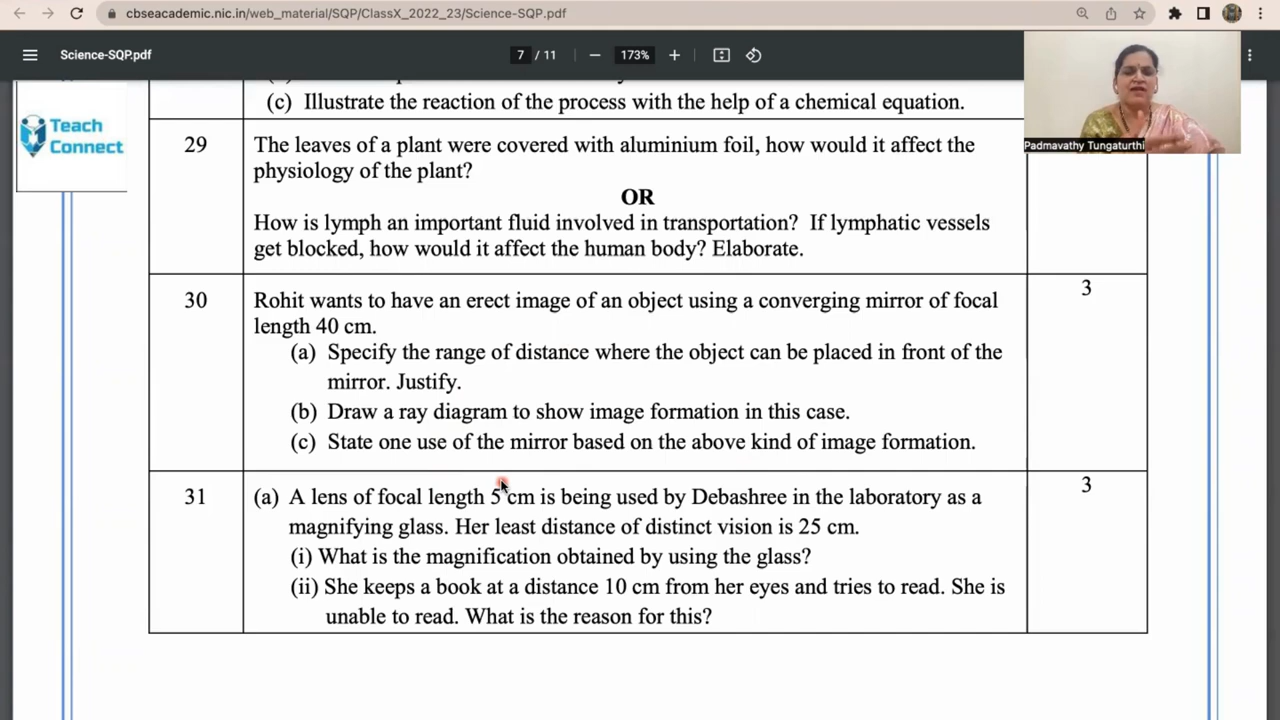 cbseacademic.nic.in/web_material/SQP/ClassX_2022_23/Science-SQP.pdf
Science-SQP.pdf
7 / 11
173%
Teach
Connect
Padmavathy Tungaturthi
(c) Illustrate the reaction of the process with the help of a chemical equation.
29
The leaves of a plant were covered with aluminium foil, how would it affect the
physiology of the plant?
OR
How is lymph an important fluid involved in transportation? If lymphatic vessels
get blocked, how would it affect the human body? Elaborate.
30
Rohit wants to have an erect image of an object using a converging mirror of focal
length 40 cm.
(a) Specify the range of distance where the object can be placed in front of the
mirror. Justify.
(b) Draw a ray diagram to show image formation in this case.
(c) State one use of the mirror based on the above kind of image formation.
3
31
(a) A lens of focal length 5 cm is being used by Debashree in the laboratory as a
magnifying glass. Her least distance of distinct vision is 25 cm.
(i) What is the magnification obtained by using the glass?
(ii) She keeps a book at a distance 10 cm from her eyes and tries to read. She is
unable to read. What is the reason for this?
3